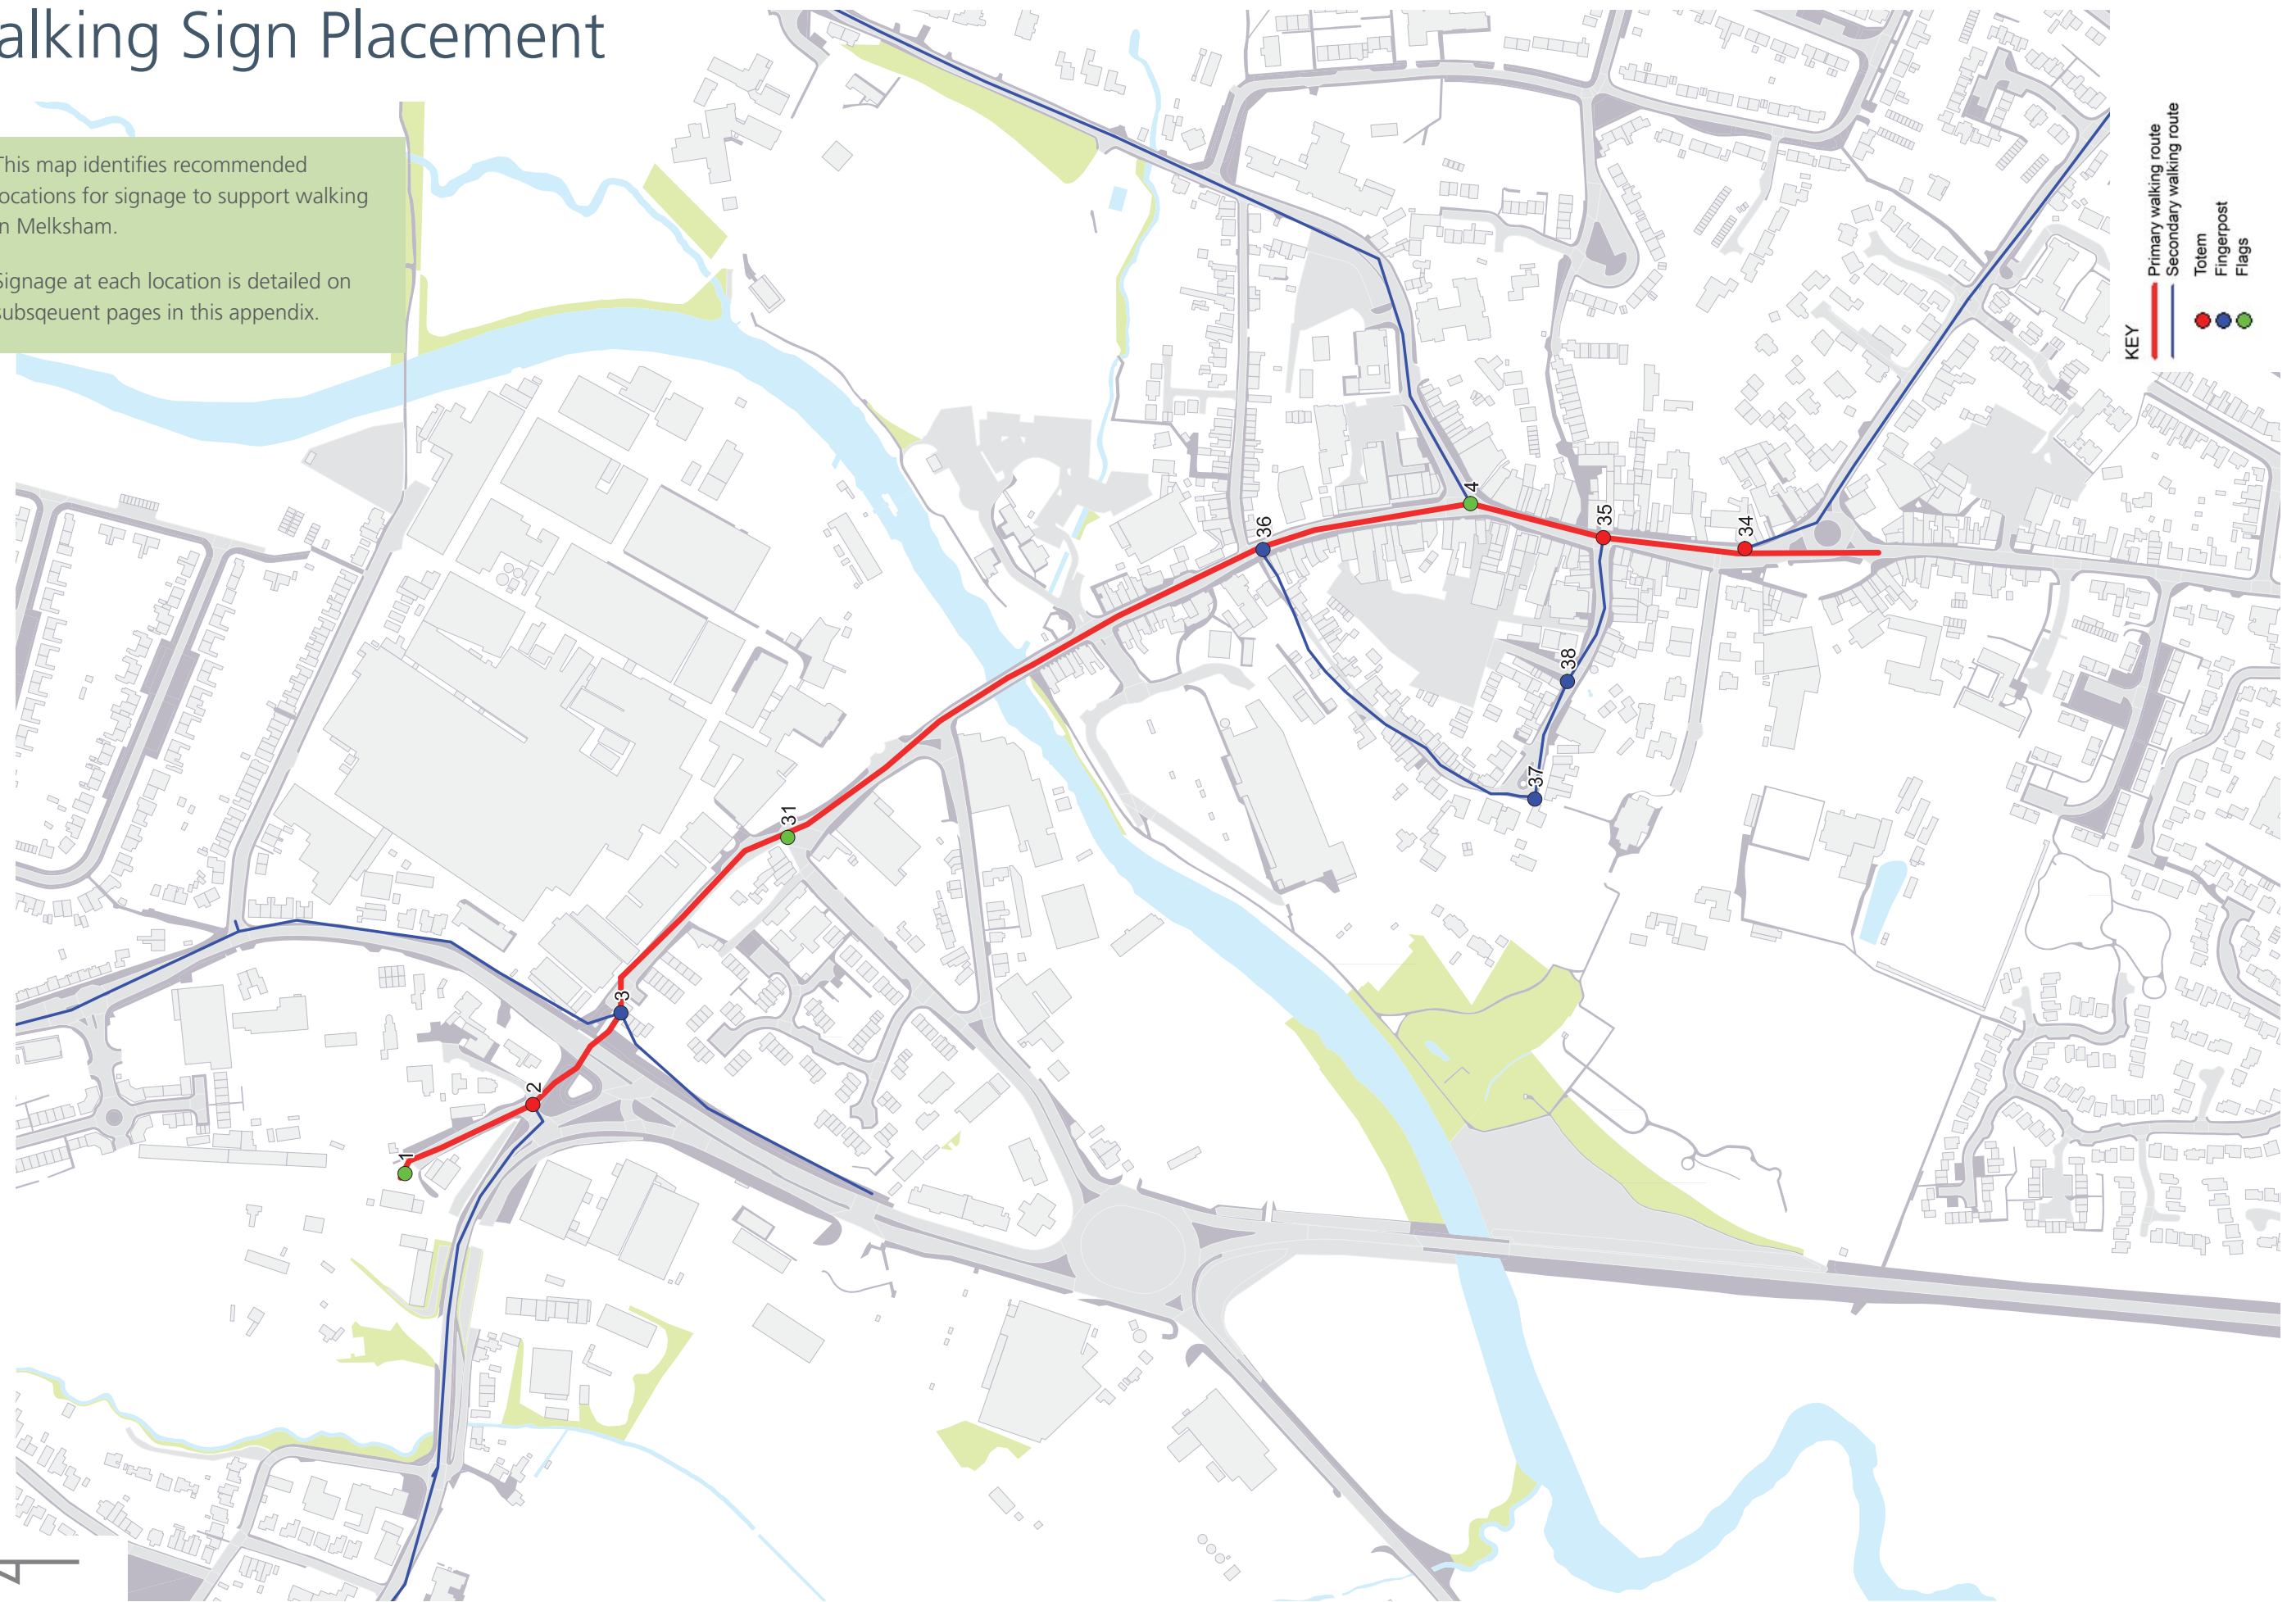 alking Sign Placement
This map identifies recommended
locations for signage to support walking
in Melksham.
Signage at each location is detailed on
subsqeuent pages in this appendix.
1
2
3
31
36
4
35
34
38
37
KEY
Primary walking route
Secondary walking route
Totem
Fingerpost
Flags